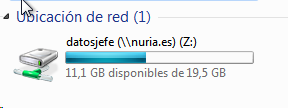 Ubicación de red (1)
datosjefe (\\nuria.es) (Z:)
11,1 GB disponibles de 19,5 GB